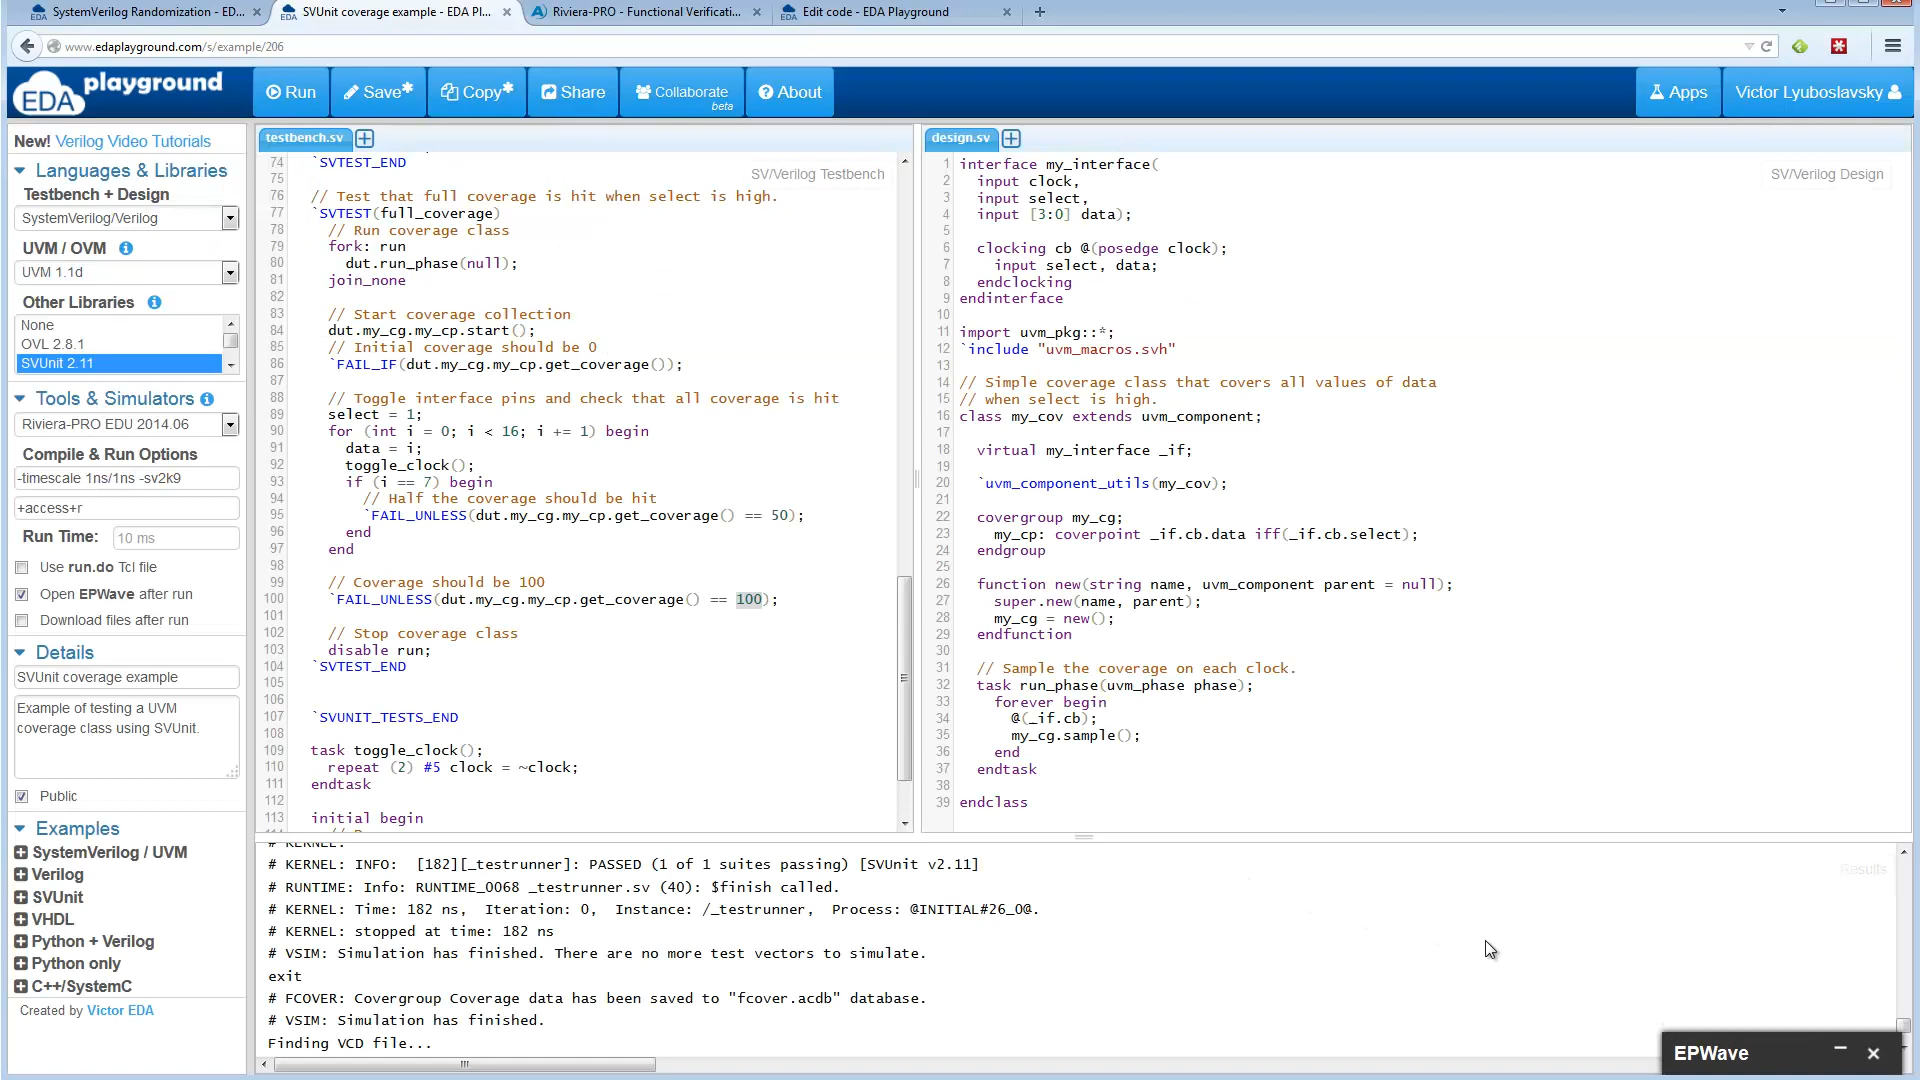 SystemVerilog Randomization - ED...
SVUnit coverage example - EDA Pl...
Riviera-PRO - Functional Verificati...
Edit code - EDA Playground
www.edaplayground.com/s/example/206
EDA playground
Run
Save*
Copy*
Share
Collaborate
beta
About
Apps
Victor Lyuboslavsky
New! Verilog Video Tutorials
Languages & Libraries
Testbench + Design
SystemVerilog/Verilog
UVM / OVM
UVM 1.1d
Other Libraries
None
OVL 2.8.1
SVUnit 2.11
Tools & Simulators
Riviera-PRO EDU 2014.06
Compile & Run Options
-timescale 1ns/1ns -sv2k9
+access+r
Run Time: 10 ms
Use run.do Tcl file
Open EPWave after run
Download files after run
Details
SVUnit coverage example
Example of testing a UVM
coverage class using SVUnit.
Public
Examples
SystemVerilog / UVM
Verilog
SVUnit
VHDL
Python + Verilog
Python only
C++/SystemC
Created by Victor EDA
testbench.sv
SV/Verilog Testbench
74 `SVTEST_END
75
76 // Test that full coverage is hit when select is high.
77 `SVTEST(full_coverage)
78 // Run coverage class
79 fork: run
80 dut.run_phase(null);
81 join_none
82
83 // Start coverage collection
84 dut.my_cg.my_cp.start();
85 // Initial coverage should be 0
86 `FAIL_IF(dut.my_cg.my_cp.get_coverage());
87
88 // Toggle interface pins and check that all coverage is hit
89 select = 1;
90 for (int i = 0; i < 16; i += 1) begin
91 data = i;
92 toggle_clock();
93 if (i == 7) begin
94 // Half the coverage should be hit
95 `FAIL_UNLESS(dut.my_cg.my_cp.get_coverage() == 50);
96 end
97 end
98
99 // Coverage should be 100
100 `FAIL_UNLESS(dut.my_cg.my_cp.get_coverage() == 100);
101
102 // Stop coverage class
103 disable run;
104 `SVTEST_END
105
106
107 `SVUNIT_TESTS_END
108
109 task toggle_clock();
110 repeat (2) #5 clock = ~clock;
111 endtask
112
113 initial begin
design.sv
SV/Verilog Design
1 interface my_interface(
2 input clock,
3 input select,
4 input [3:0] data);
5
6 clocking cb @(posedge clock);
7 input select, data;
8 endclocking
9 endinterface
10
11 import uvm_pkg::*;
12 `include "uvm_macros.svh"
13
14 // Simple coverage class that covers all values of data
15 // when select is high.
16 class my_cov extends uvm_component;
17
18 virtual my_interface _if;
19
20 `uvm_component_utils(my_cov);
21
22 covergroup my_cg;
23 my_cp: coverpoint _if.cb.data iff(_if.cb.select);
24 endgroup
25
26 function new(string name, uvm_component parent = null);
27 super.new(name, parent);
28 my_cg = new();
29 endfunction
30
31 // Sample the coverage on each clock.
32 task run_phase(uvm_phase phase);
33 forever begin
34 @(_if.cb);
35 my_cg.sample();
36 end
37 endtask
38
39 endclass
# KERNEL:
# KERNEL: INFO: [182][_testrunner]: PASSED (1 of 1 suites passing) [SVUnit v2.11]
# RUNTIME: Info: RUNTIME_0068 _testrunner.sv (40): $finish called.
# KERNEL: Time: 182 ns, Iteration: 0, Instance: /_testrunner, Process: @INITIAL#26_0@.
# KERNEL: stopped at time: 182 ns
# VSIM: Simulation has finished. There are no more test vectors to simulate.
exit
# FCOVER: Covergroup Coverage data has been saved to "fcover.acdb" database.
# VSIM: Simulation has finished.
Finding VCD file...
Results
EPWave